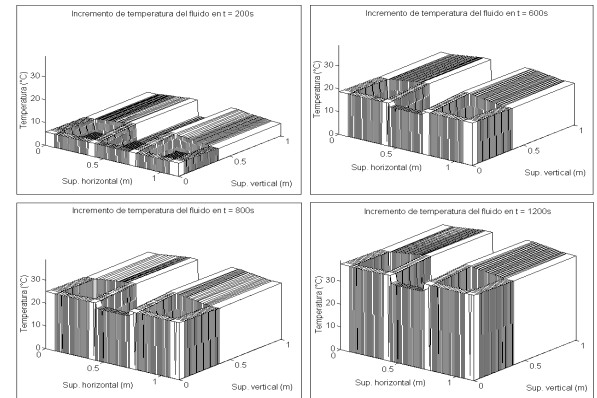 Incremento de temperatura del fluido en t = 200s
Temperatura (°C)
30
20
10
0
0
0.5
1
Sup. horizontal (m)
0
0.5
1
Sup. vertical (m)
Incremento de temperatura del fluido en t = 600s
Temperatura (°C)
30
20
10
0
0
0.5
1
Sup. horizontal (m)
0
0.5
1
Sup. vertical (m)
Incremento de temperatura del fluido en t = 800s
Temperatura (°C)
30
20
10
0
0
0.5
1
Sup. horizontal (m)
0
0.5
1
Sup. vertical (m)
Incremento de temperatura del fluido en t = 1200s
Temperatura (°C)
30
20
10
0
0
0.5
1
Sup. horizontal (m)
0
0.5
1
Sup. vertical (m)